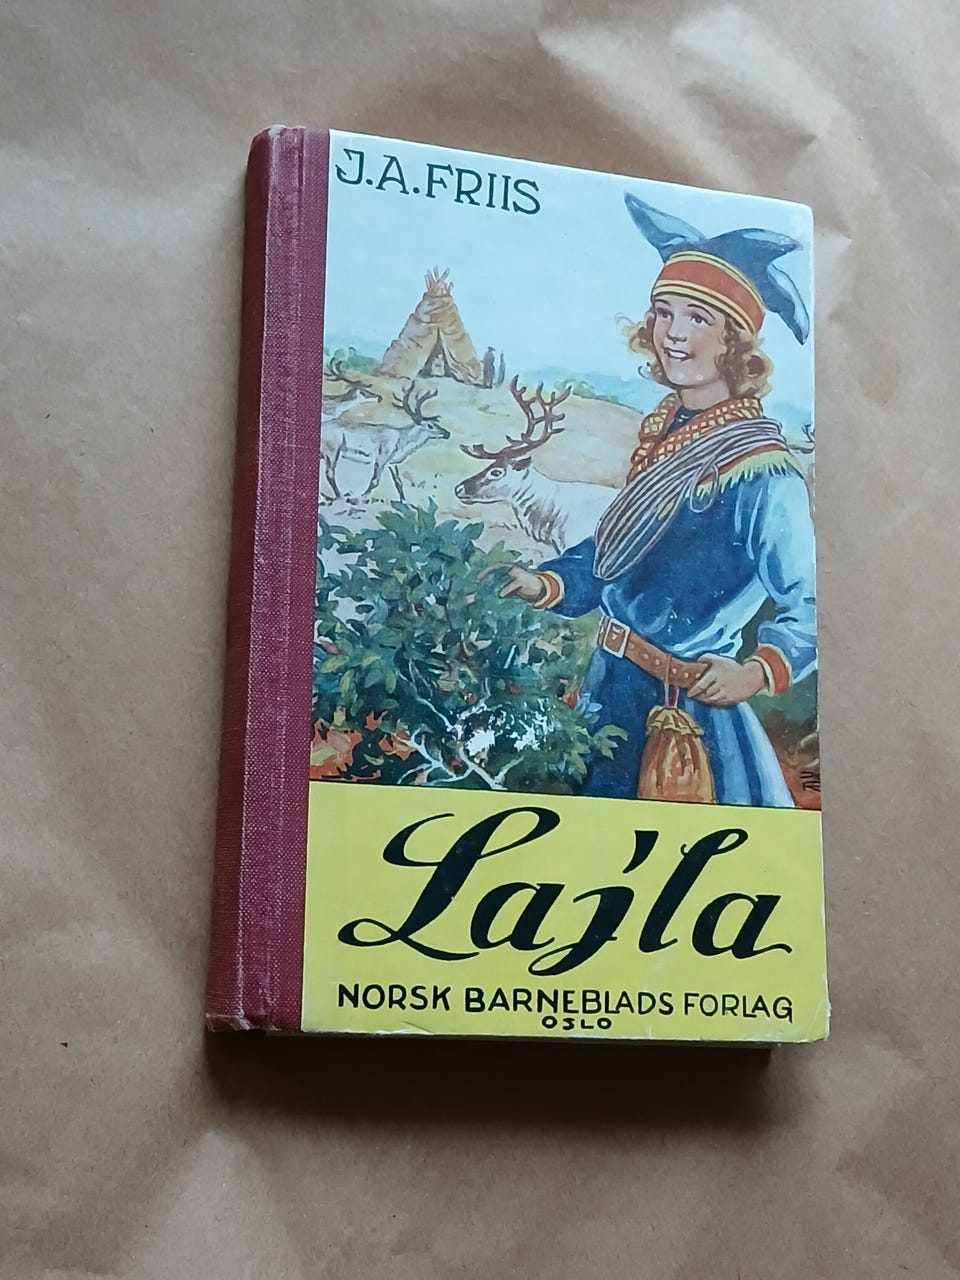 J.A.FRIIS
Lajla
NORSK BARNEBLADS FORLAG
OSLO